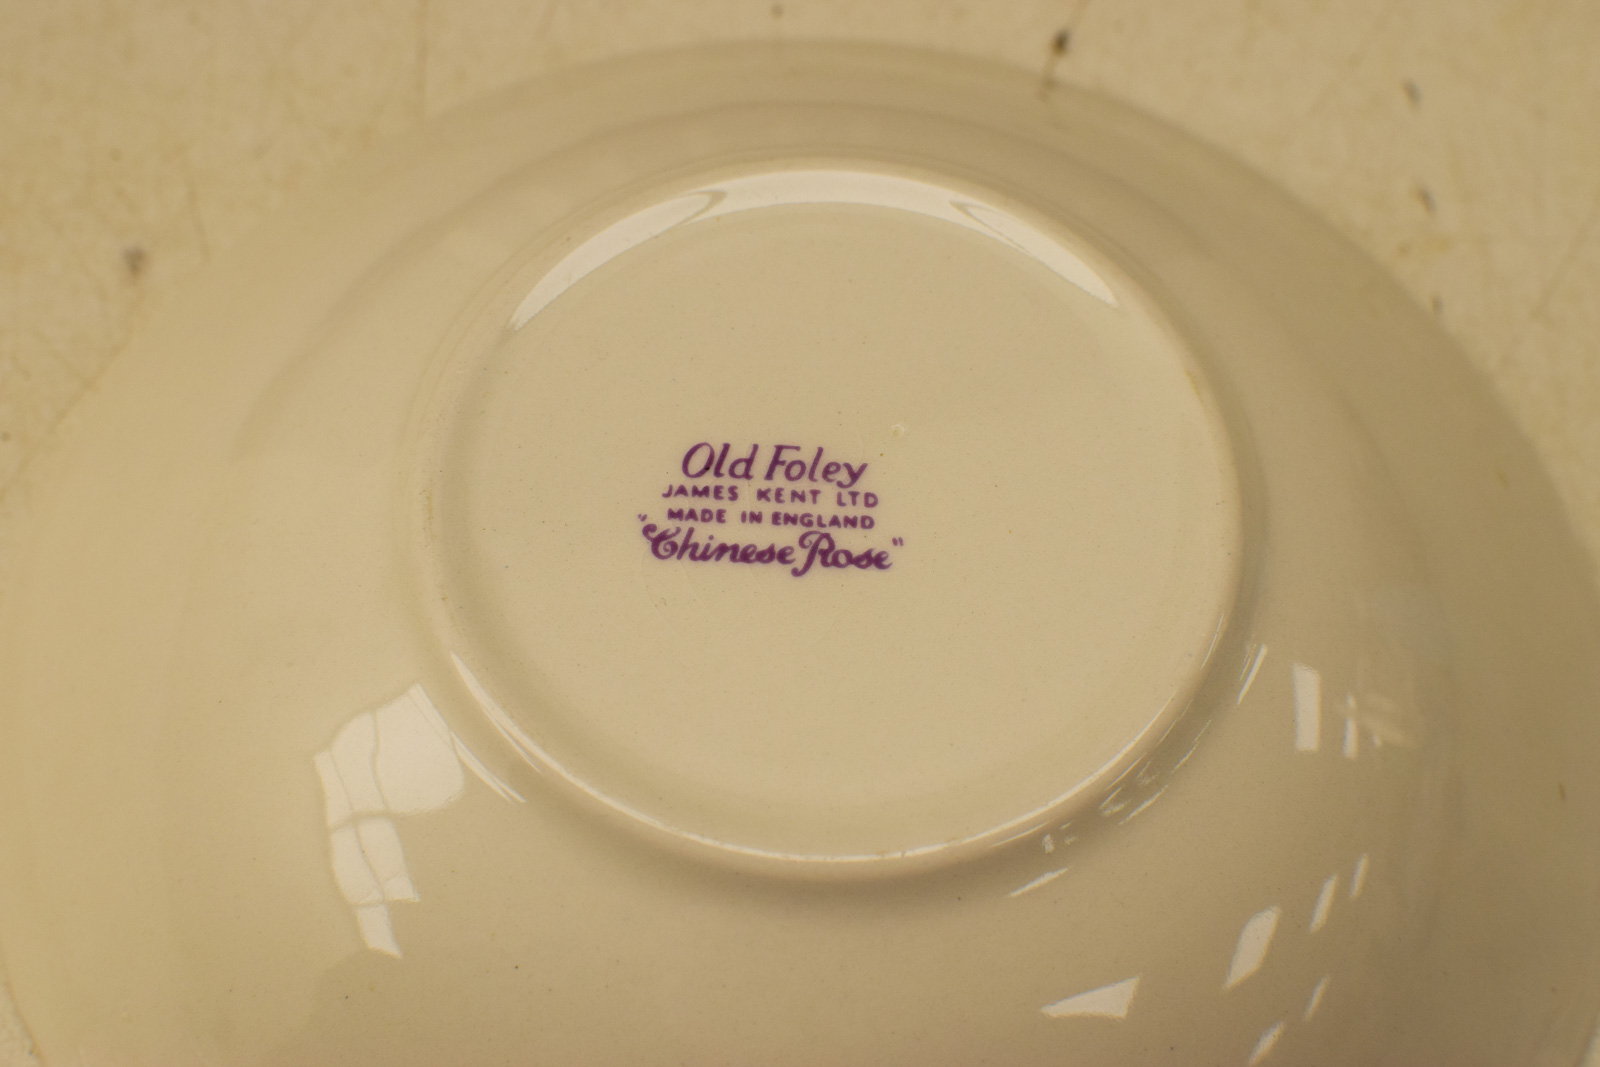 Old Foley
JAMES KENT LTD
MADE IN ENGLAND
"Chinese Rose"